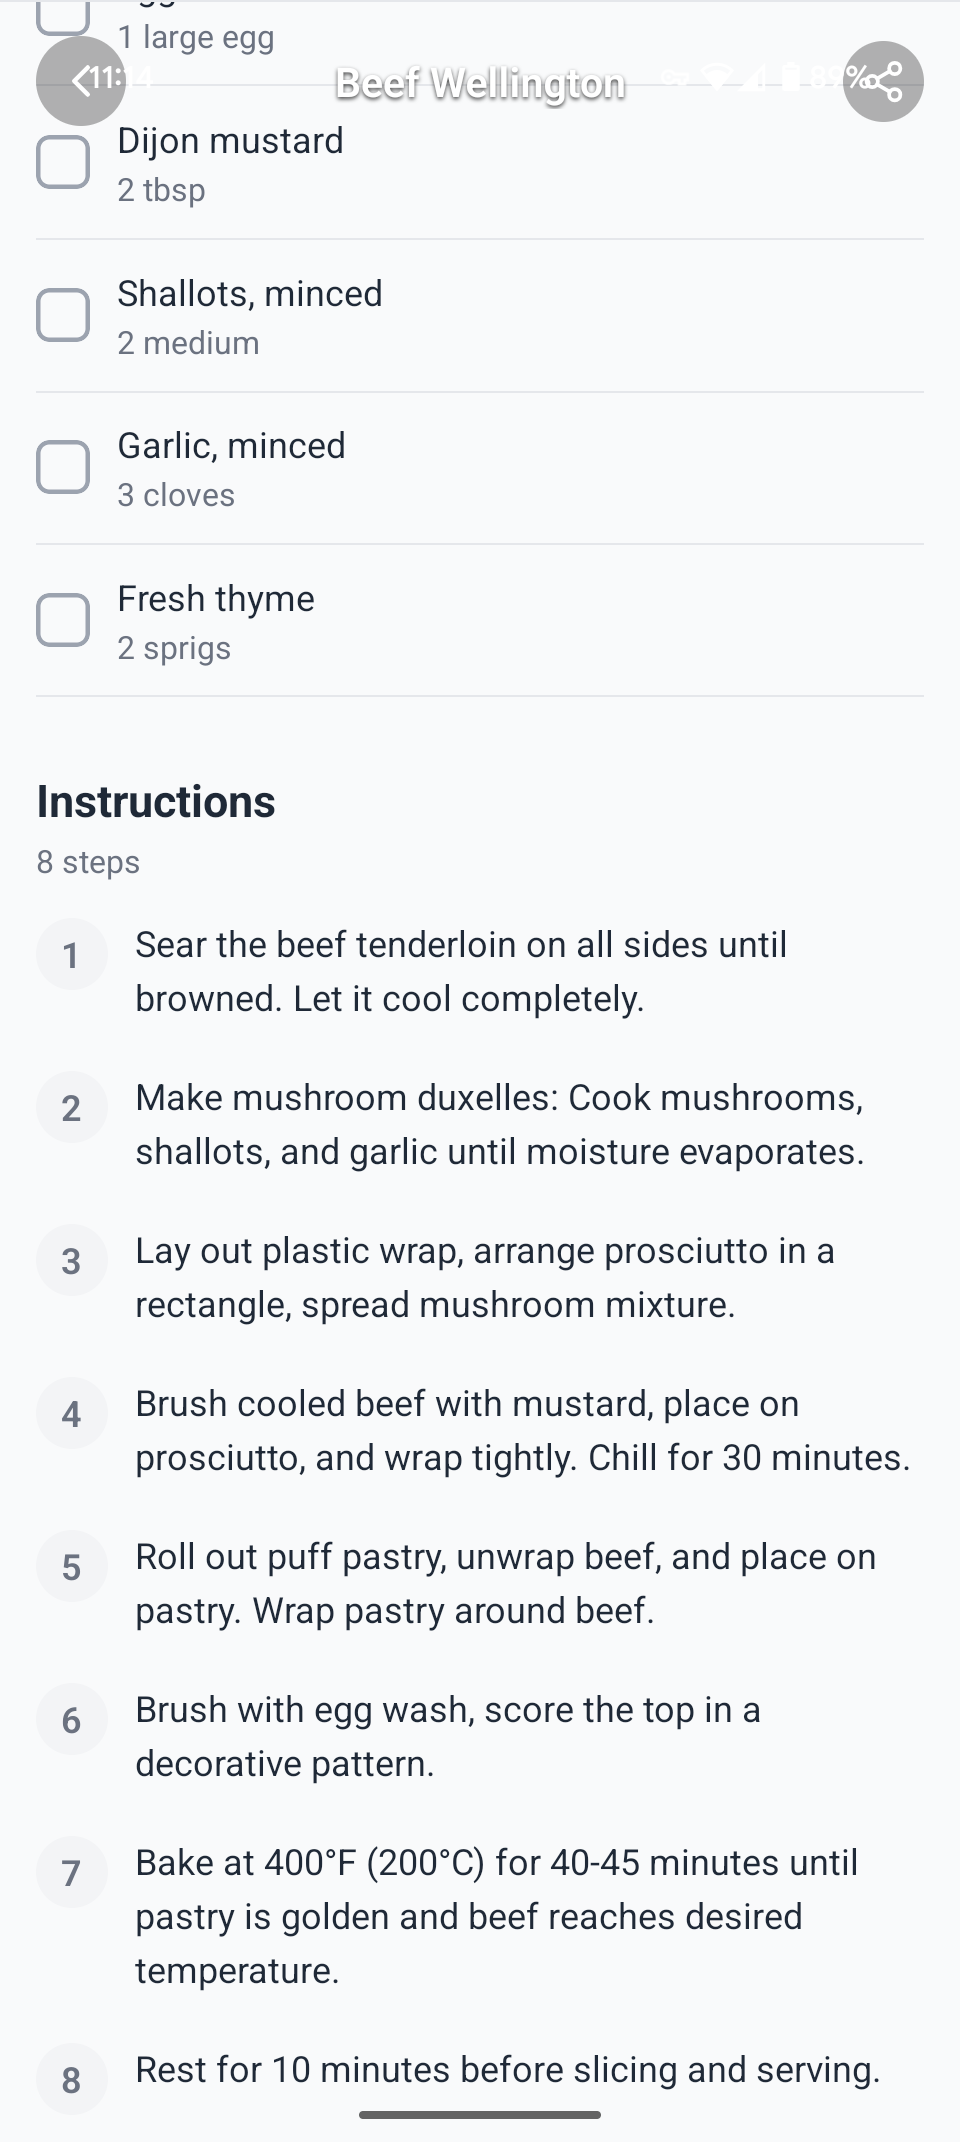 1 large egg
11:14
Beef Wellington
89%
Dijon mustard
2 tbsp
Shallots, minced
2 medium
Garlic, minced
3 cloves
Fresh thyme
2 sprigs
Instructions
8 steps
1
Sear the beef tenderloin on all sides until
browned. Let it cool completely.
2
Make mushroom duxelles: Cook mushrooms,
shallots, and garlic until moisture evaporates.
3
Lay out plastic wrap, arrange prosciutto in a
rectangle, spread mushroom mixture.
4
Brush cooled beef with mustard, place on
prosciutto, and wrap tightly. Chill for 30 minutes.
5
Roll out puff pastry, unwrap beef, and place on
pastry. Wrap pastry around beef.
6
Brush with egg wash, score the top in a
decorative pattern.
7
Bake at 400°F (200°C) for 40-45 minutes until
pastry is golden and beef reaches desired
temperature.
8
Rest for 10 minutes before slicing and serving.